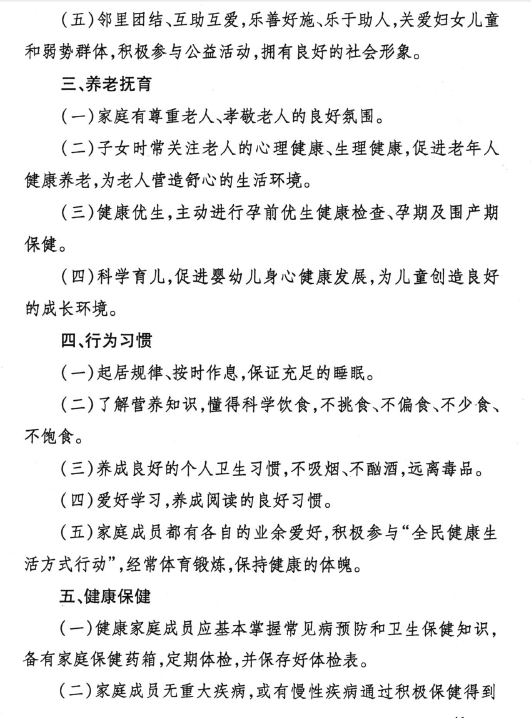 (五)邻里团结、互助互爱,乐善好施、乐于助人,关爱妇女儿童
和弱势群体,积极参与公益活动,拥有良好的社会形象。
三、养老抚育
(一)家庭有尊重老人、孝敬老人的良好氛围。
(二)子女时常关注老人的心理健康、生理健康,促进老年人
健康养老,为老人营造舒心的生活环境。
(三)健康优生,主动进行孕前优生健康检查、孕期及围产期
保健。
(四)科学育儿,促进婴幼儿身心健康发展,为儿童创造良好
的成长环境。
四、行为习惯
(一)起居规律、按时作息,保证充足的睡眠。
(二)了解营养知识,懂得科学饮食,不挑食、不偏食、不少食、
不饱食。
(三)养成良好的个人卫生习惯,不吸烟、不酗酒,远离毒品。
(四)爱好学习,养成阅读的良好习惯。
(五)家庭成员都有各自的业余爱好,积极参与“全民健康生
活方式行动”,经常体育锻炼,保持健康的体魄。
五、健康保健
(一)健康家庭成员应基本掌握常见病预防和卫生保健知识,
各有家庭保健药箱,定期体检,并保存好体检表。
(二)家庭成员无重大疾病,或有慢性疾病通过积极保健得到